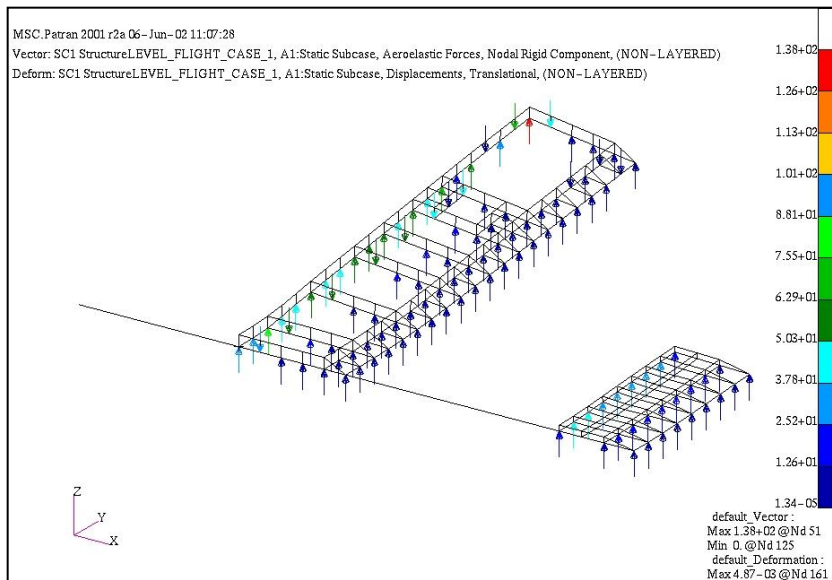 MSC.Patran 2001 r2a 06-Jun-02 11:07:28
Vector: SC1 StructureLEVEL_FLIGHT_CASE_1, A1:Static Subcase, Aeroelastic Forces, Nodal Rigid Component, (NON-LAYERED)
Deform: SC1 StructureLEVEL_FLIGHT_CASE_1, A1:Static Subcase, Displacements, Translational, (NON-LAYERED)
1.38+02
1.26+02
1.13+02
1.01+02
8.81+01
7.55+01
6.29+01
5.03+01
3.78+01
2.52+01
1.26+01
1.34-05
Z
Y
X
default_Vector :
Max 1.38+02 @Nd 51
Min 0. @Nd 125
default_Deformation :
Max 4.87-03 @Nd 161